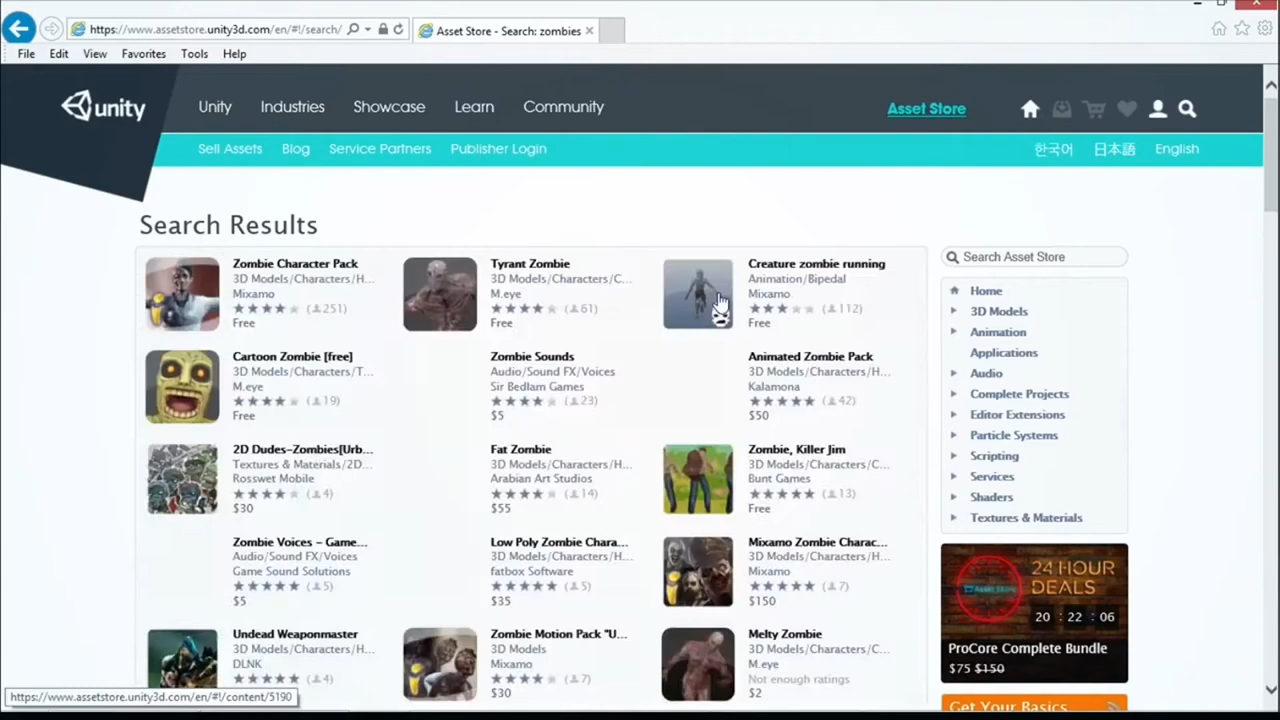 https://www.assetstore.unity3d.com/en/#!/search/
Asset Store - Search: zombies
File Edit View Favorites Tools Help
unity
Unity Industries Showcase Learn Community
Asset Store
Sell Assets Blog Service Partners Publisher Login
한국어 日本語 English
Search Results
Zombie Character Pack
3D Models/Characters/H...
Mixamo
(251)
Free
Tyrant Zombie
3D Models/Characters/C...
M.eye
(61)
Free
Creature zombie running
Animation/Bipedal
Mixamo
(112)
Free
Cartoon Zombie [free]
3D Models/Characters/T...
M.eye
(19)
Free
Zombie Sounds
Audio/Sound FX/Voices
Sir Bedlam Games
(23)
$5
Animated Zombie Pack
3D Models/Characters/H...
Kalamona
(42)
$50
2D Dudes-Zombies[Urb...
Textures & Materials/2D...
Rosswet Mobile
(4)
$30
Fat Zombie
3D Models/Characters/H...
Arabian Art Studios
(14)
$55
Zombie, Killer Jim
3D Models/Characters/C...
Bunt Games
(13)
Free
Zombie Voices - Game...
Audio/Sound FX/Voices
Game Sound Solutions
(5)
$5
Low Poly Zombie Chara...
3D Models/Characters/H...
fatbox Software
(5)
$35
Mixamo Zombie Charac...
3D Models/Characters/H...
Mixamo
(7)
$150
Undead Weaponmaster
3D Models/Characters/H...
DLNK
(4)
Zombie Motion Pack "U...
3D Models
Mixamo
(7)
$30
Melty Zombie
3D Models/Characters/C...
M.eye
Not enough ratings
$2
Search Asset Store
Home
3D Models
Animation
Applications
Audio
Complete Projects
Editor Extensions
Particle Systems
Scripting
Services
Shaders
Textures & Materials
24 HOUR
DEALS
Asset Store
20 : 22 : 06
ProCore Complete Bundle
$75 $150
Get Your Basics
https://www.assetstore.unity3d.com/en/#!/content/5190